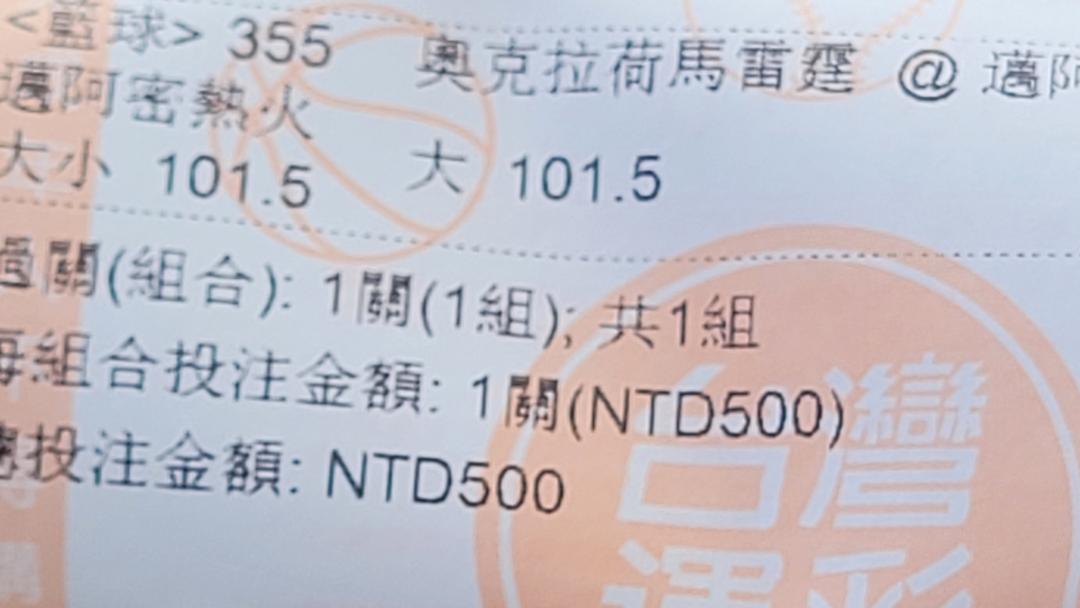 <籃球> 355 奧克拉荷馬雷霆 @ 邁阿
邁阿密熱火
大小 101.5 大 101.5
過關(組合): 1關(1組); 共1組
每組合投注金額: 1關(NTD500)
總投注金額: NTD500
台灣
運彩